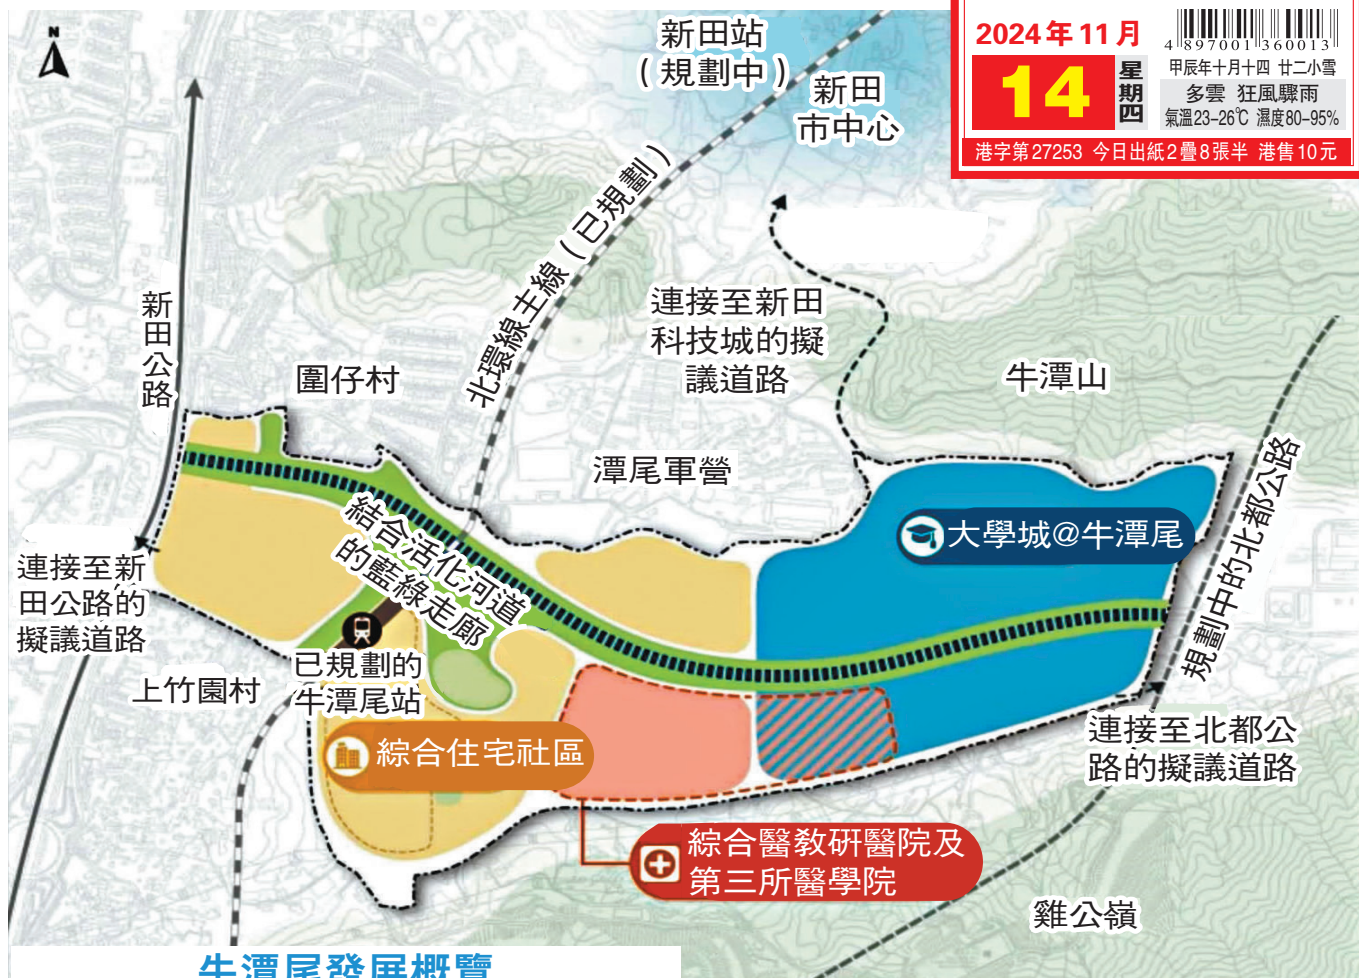 N
新田站
（規劃中）
新田
市中心
2024年11月
14
星期四
4 897001 360013
甲辰年十月十四 廿二小雪
多雲 狂風驟雨
氣溫23-26℃ 濕度80-95%
港字第27253 今日出紙2疊8張半 港售10元
新田公路
圍仔村
北環線主線（已規劃）
連接至新田
科技城的擬
議道路
牛潭山
潭尾軍營
規劃中的北都公路
大學城@牛潭尾
結合活化河道
的藍綠走廊
連接至新
田公路的
擬議道路
上竹園村
已規劃的
牛潭尾站
綜合住宅社區
連接至北都公
路的擬議道路
綜合醫教研醫院及
第三所醫學院
雞公嶺
牛潭尾發展概覽